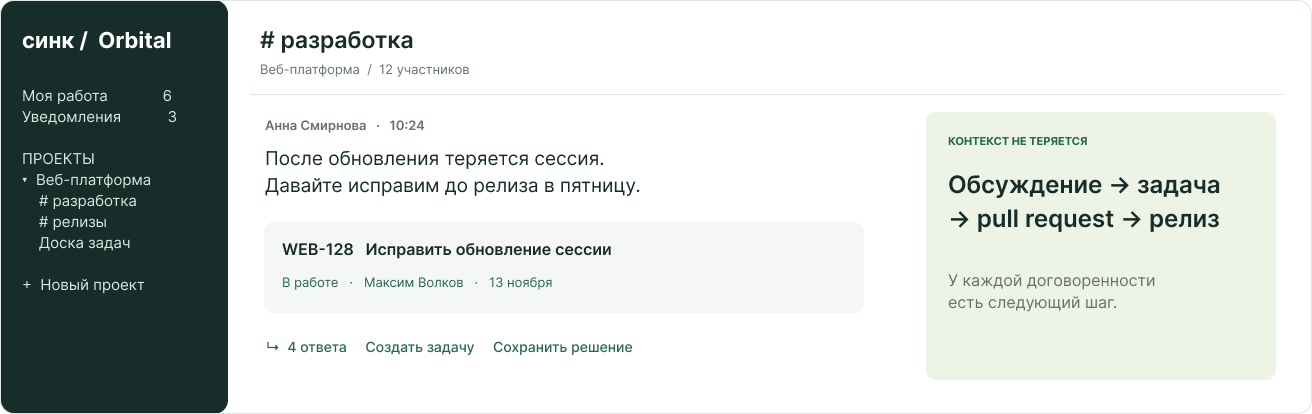 синк / Orbital
Моя работа 6
Уведомления 3
ПРОЕКТЫ
▾ Веб-платформа
# разработка
# релизы
Доска задач
+ Новый проект
# разработка
Веб-платформа / 12 участников
Анна Смирнова · 10:24
После обновления теряется сессия.
Давайте исправим до релиза в пятницу.
WEB-128 Исправить обновление сессии
В работе · Максим Волков · 13 ноября
↳ 4 ответа Создать задачу Сохранить решение
КОНТЕКСТ НЕ ТЕРЯЕТСЯ
Обсуждение → задача
→ pull request → релиз
У каждой договоренности
есть следующий шаг.